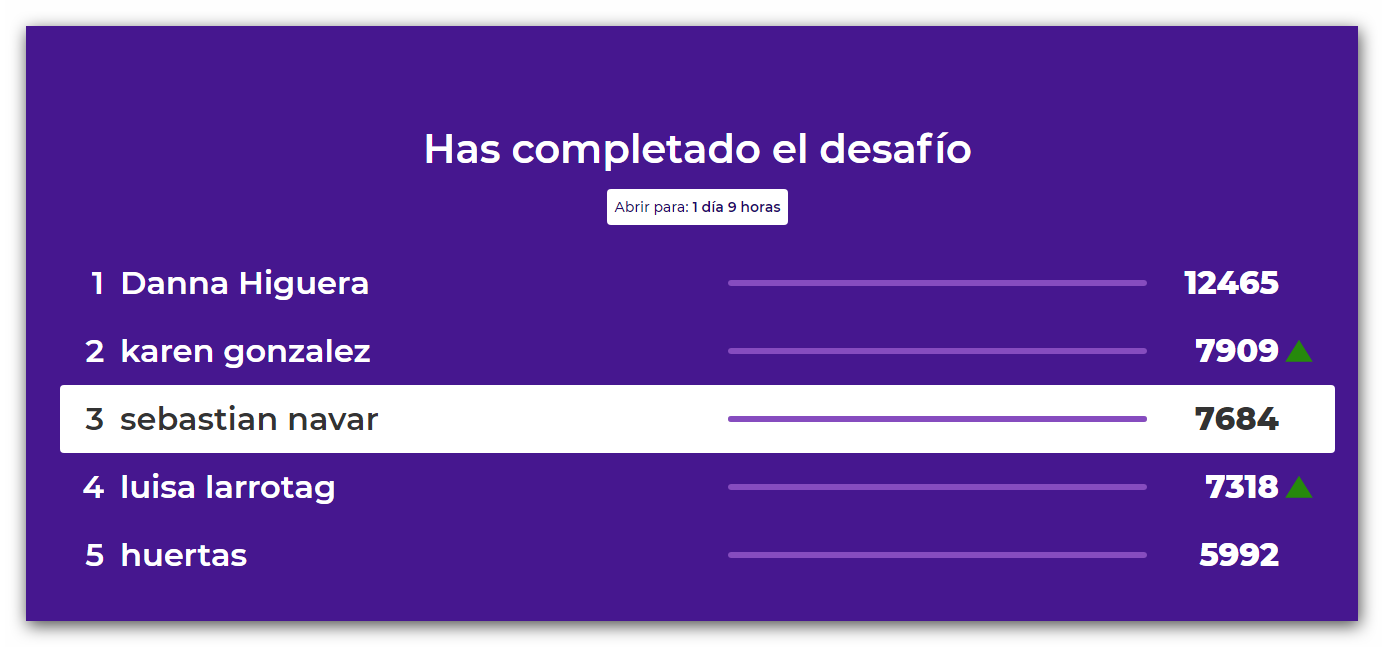 Has completado el desafío
Abrir para: 1 día 9 horas
1 Danna Higuera 12465
2 karen gonzalez 7909
3 sebastian navar 7684
4 luisa larrotag 7318
5 huertas 5992